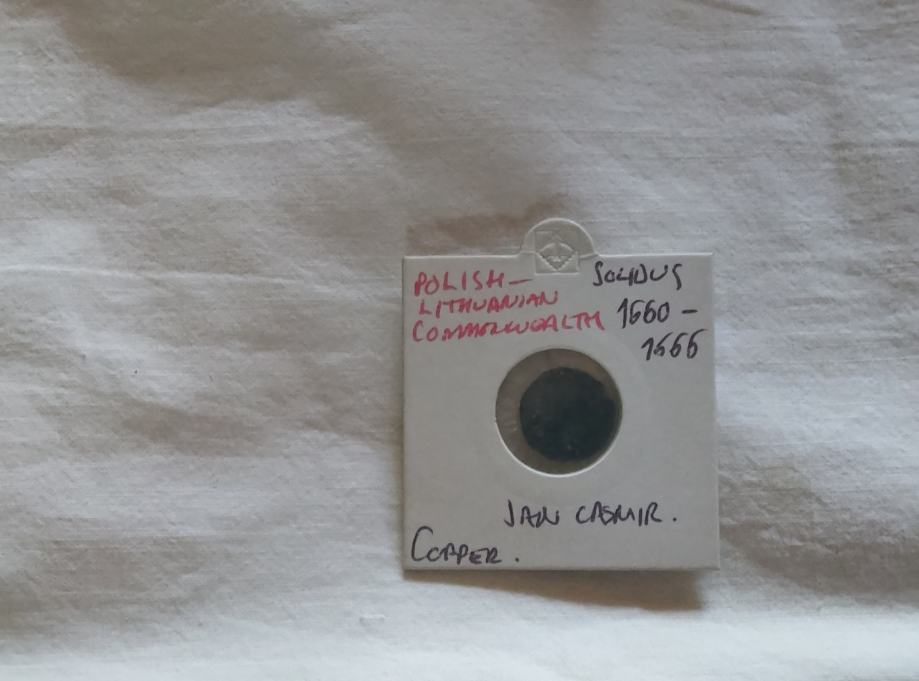 POLISH-
LITHUANIAN
COMMONWEALTH
SOLIDUS
1660-
1666
JAN CASMIR.
COPPER.